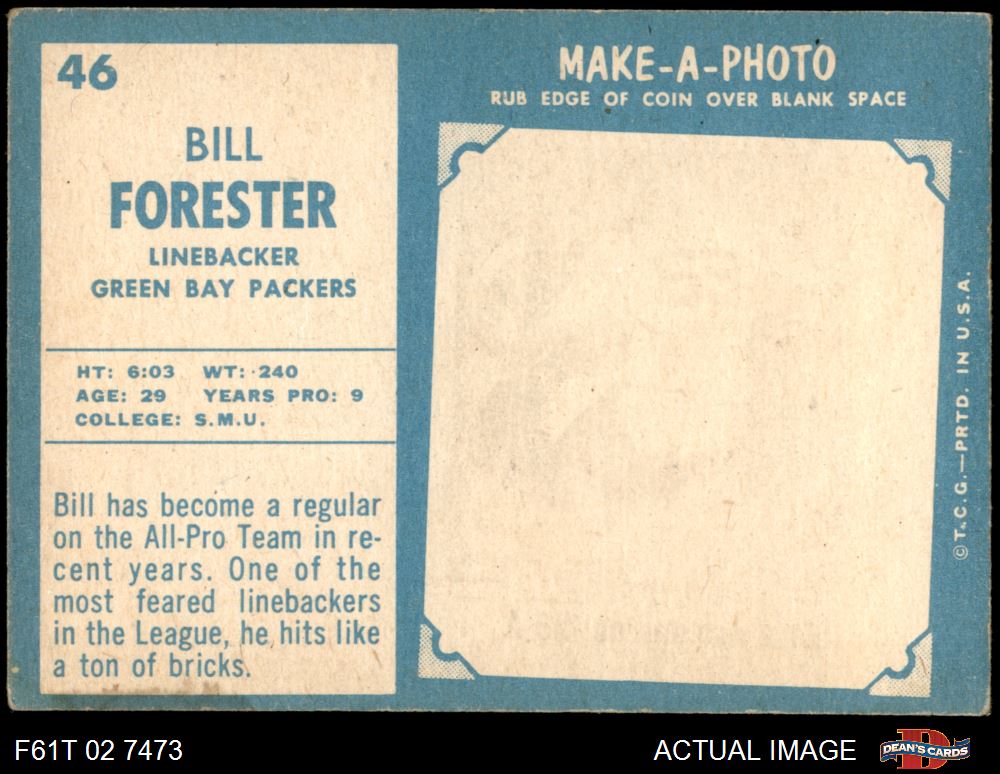 46
BILL
FORESTER
LINEBACKER
GREEN BAY PACKERS
HT: 6:03 WT: 240
AGE: 29 YEARS PRO: 9
COLLEGE: S.M.U.
Bill has become a regular
on the All-Pro Team in re-
cent years. One of the
most feared linebackers
in the League, he hits like
a ton of bricks.
MAKE-A-PHOTO
RUB EDGE OF COIN OVER BLANK SPACE
© T.C.G.—PRTD. IN U.S.A.
F61T 02 7473
ACTUAL IMAGE
DEAN'S CARDS